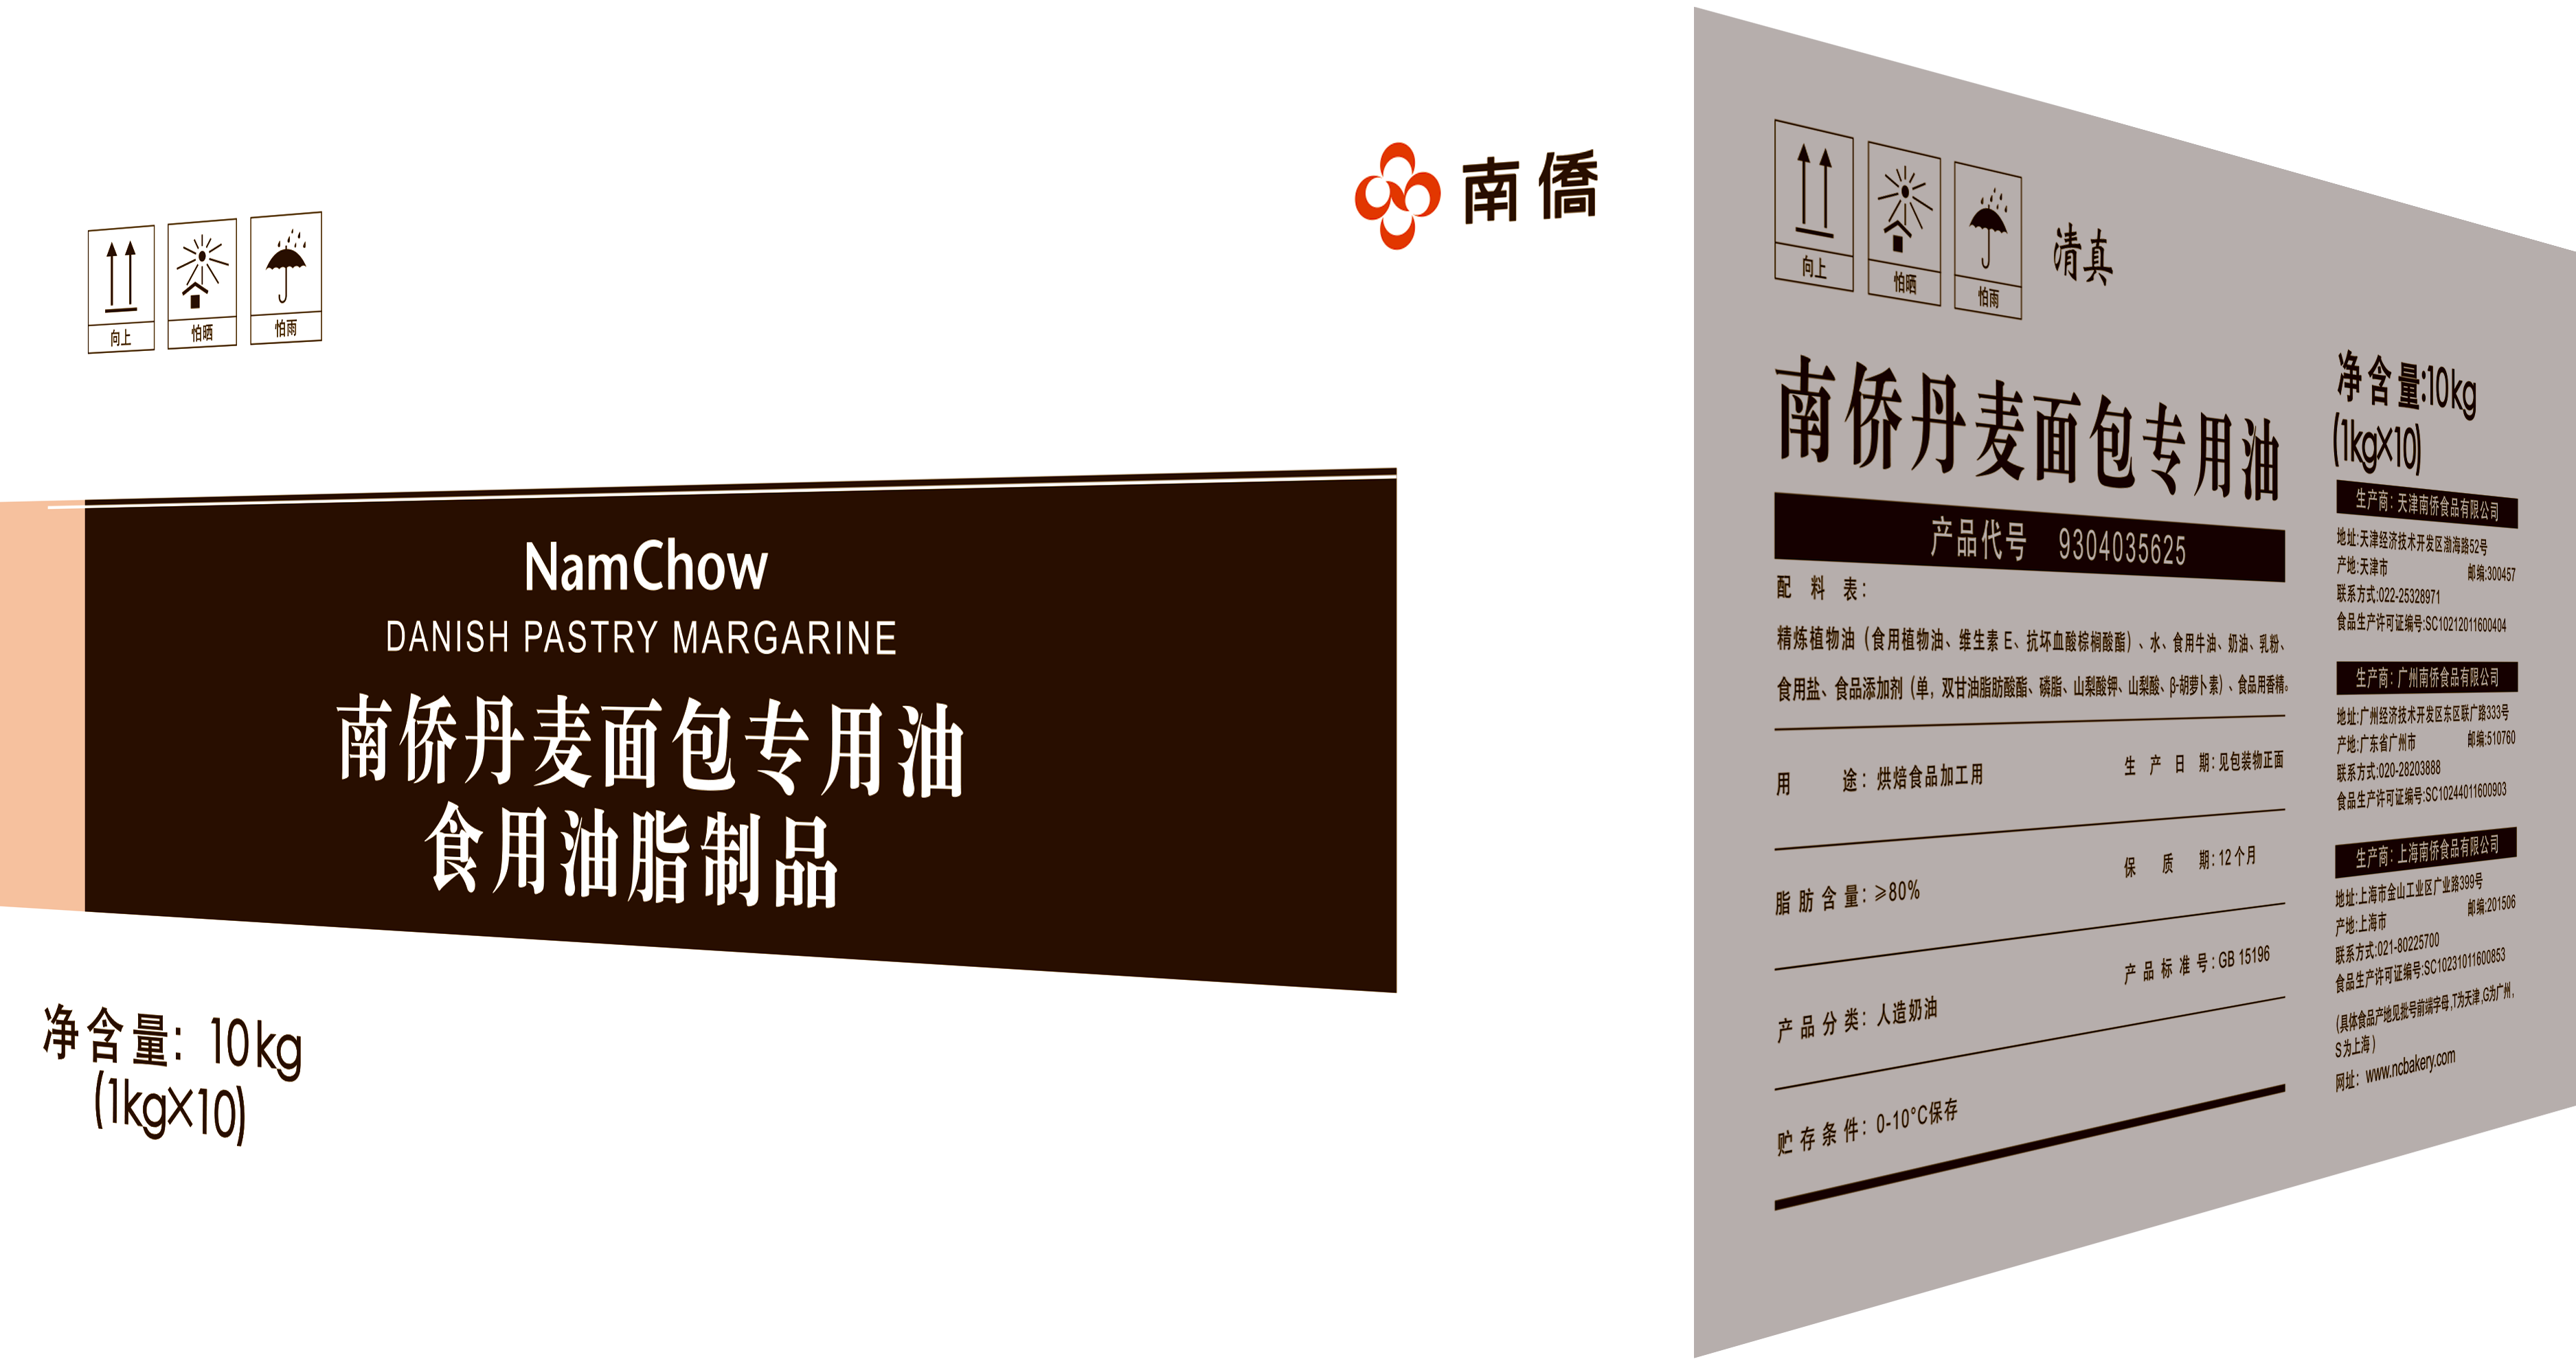 南僑
向上 怕晒 怕雨
NamChow
DANISH PASTRY MARGARINE
南侨丹麦面包专用油
食用油脂制品
净含量: 10kg
(1kg×10)
向上 怕晒 怕雨
清真
南侨丹麦面包专用油
产品代号 9304035625
配料表:
精炼植物油（食用植物油、维生素 E、抗坏血酸棕榈酸酯）、水、食用牛油、奶油、乳粉、
食用盐、食品添加剂（单，双甘油脂肪酸酯、磷脂、山梨酸钾、山梨酸、β-胡萝卜素）、食品用香精。
用途: 烘焙食品加工用 生产日期: 见包装物正面
脂肪含量: ≥80% 保质期: 12个月
产品分类: 人造奶油 产品标准号: GB 15196
贮存条件: 0-10°C保存
净含量:10kg
(1kg×10)
生产商: 天津南侨食品有限公司
地址:天津经济技术开发区渤海路52号
产地:天津市 邮编:300457
联系方式:022-25328971
食品生产许可证编号:SC10212011600404
生产商: 广州南侨食品有限公司
地址:广州经济技术开发区东区联广路333号
产地:广东省广州市 邮编:510760
联系方式:020-28203888
食品生产许可证编号:SC10244011600903
生产商: 上海南侨食品有限公司
地址:上海市金山工业区广业路399号
产地:上海市 邮编:201506
联系方式:021-80225700
食品生产许可证编号:SC10231011600853
(具体食品产地见批号前端字母,T为天津,G为广州,
S为上海)
网址: www.ncbakery.com